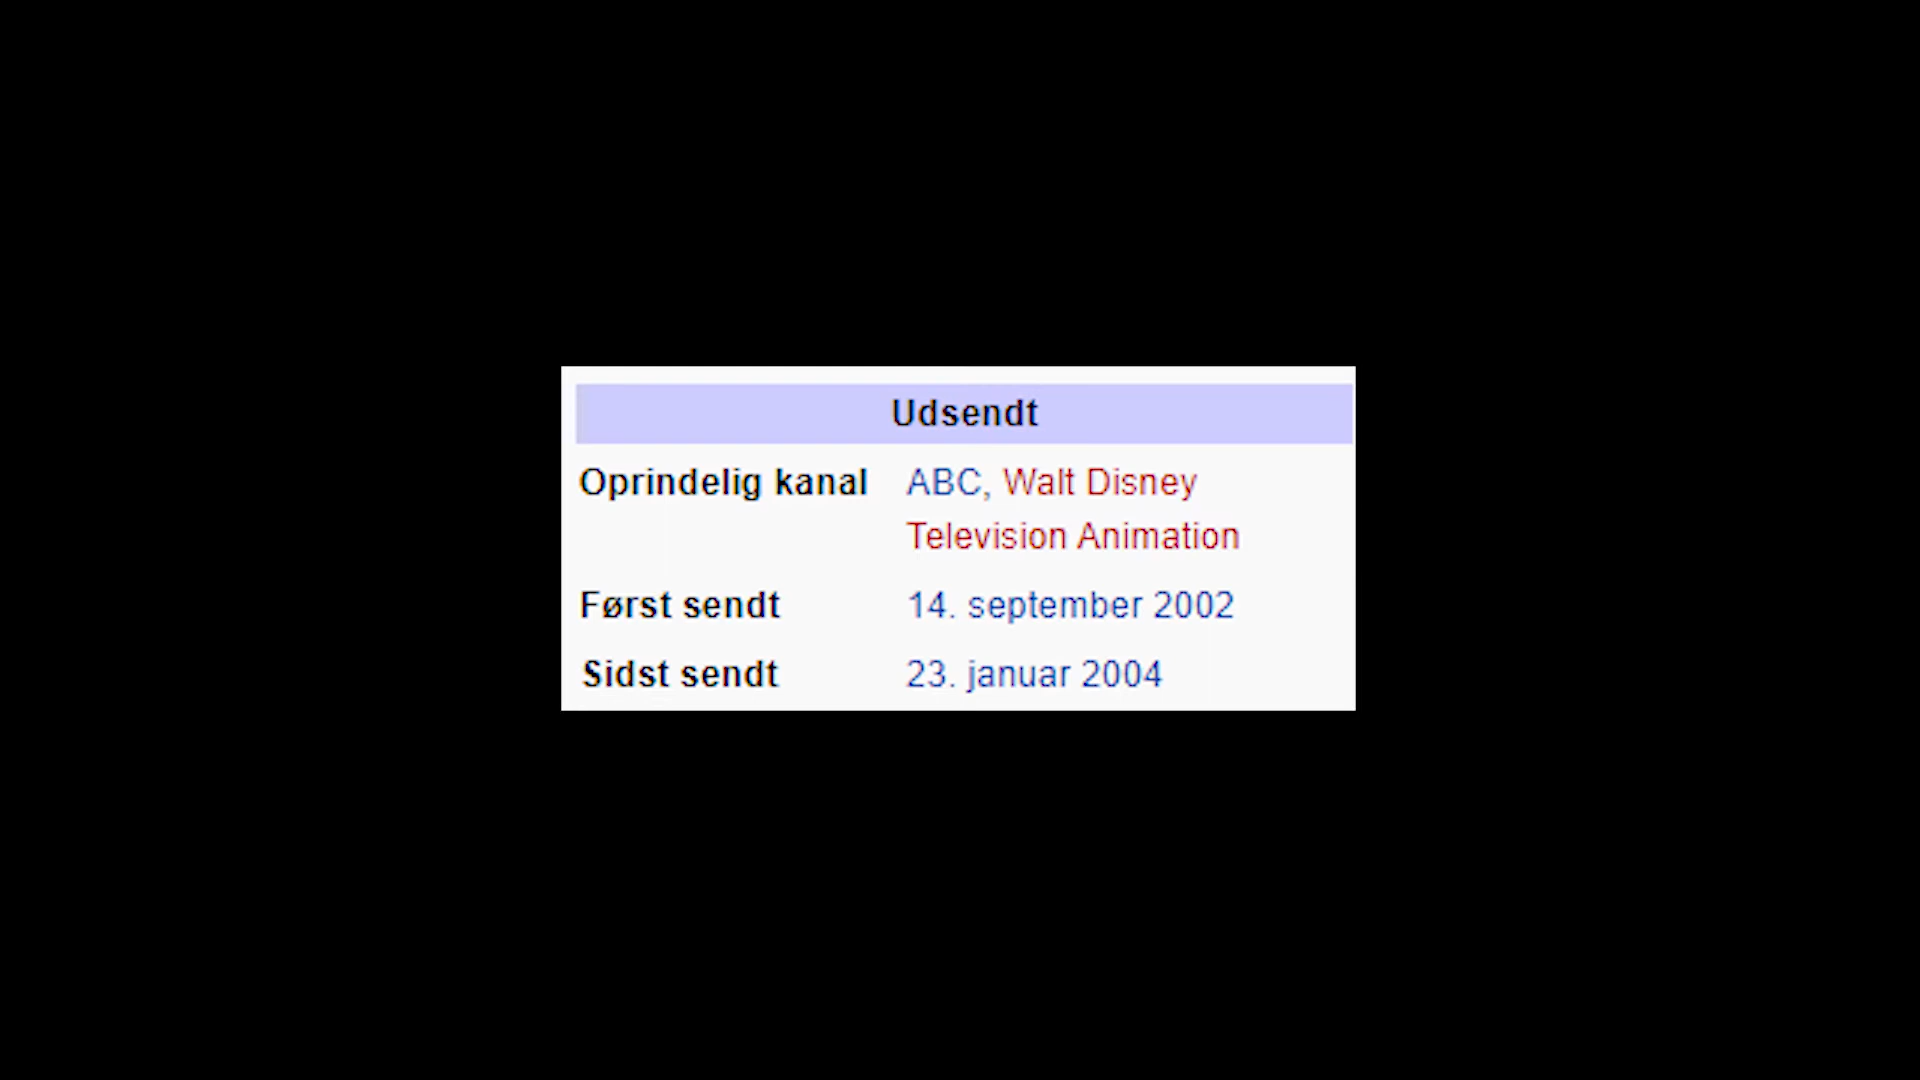 Udsendt
Oprindelig kanal ABC, Walt Disney
Television Animation
Først sendt 14. september 2002
Sidst sendt 23. januar 2004